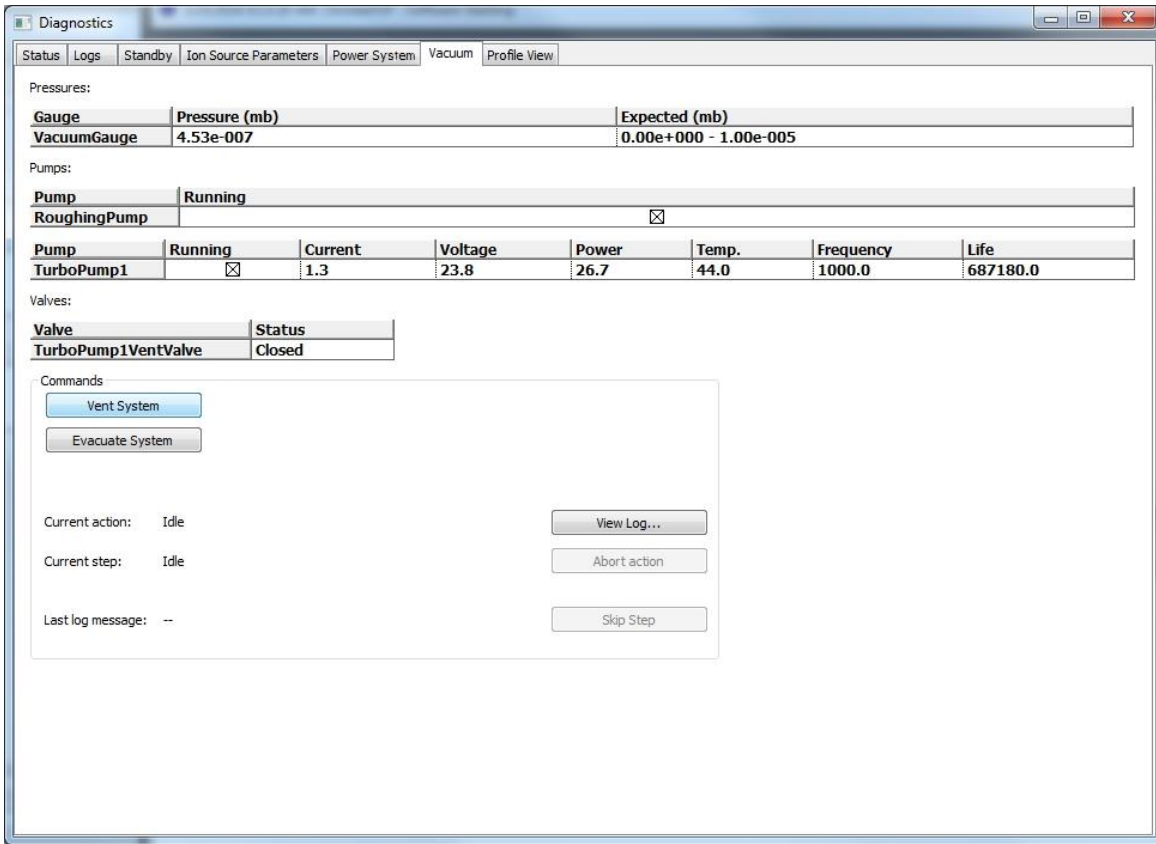 Diagnostics
Status Logs Standby Ion Source Parameters Power System Vacuum Profile View
Pressures:
Gauge Pressure (mb) Expected (mb)
VacuumGauge 4.53e-007 0.00e+000 - 1.00e-005
Pumps:
Pump Running
RoughingPump
Pump Running Current Voltage Power Temp. Frequency Life
TurboPump1 1.3 23.8 26.7 44.0 1000.0 687180.0
Valves:
Valve Status
TurboPump1VentValve Closed
Commands
Vent System
Evacuate System
Current action: Idle View Log...
Current step: Idle Abort action
Last log message: -- Skip Step